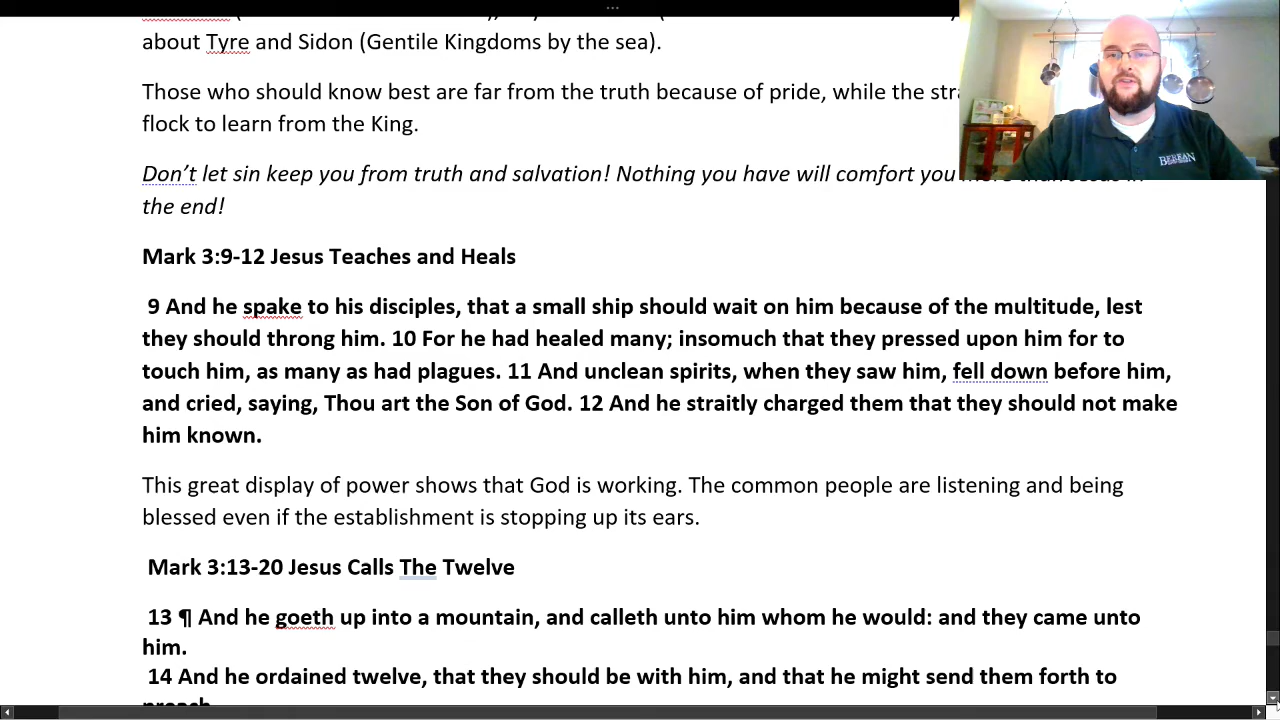 about Tyre and Sidon (Gentile Kingdoms by the sea).
Those who should know best are far from the truth because of pride, while the
flock to learn from the King.
Don’t let sin keep you from truth and salvation! Nothing you have will comfort you
the end!
Mark 3:9-12 Jesus Teaches and Heals
9 And he spake to his disciples, that a small ship should wait on him because of the multitude, lest
they should throng him. 10 For he had healed many; insomuch that they pressed upon him for to
touch him, as many as had plagues. 11 And unclean spirits, when they saw him, fell down before him,
and cried, saying, Thou art the Son of God. 12 And he straitly charged them that they should not make
him known.
This great display of power shows that God is working. The common people are listening and being
blessed even if the establishment is stopping up its ears.
Mark 3:13-20 Jesus Calls The Twelve
13 ¶ And he goeth up into a mountain, and calleth unto him whom he would: and they came unto
him.
14 And he ordained twelve, that they should be with him, and that he might send them forth to
preach
BEREAN